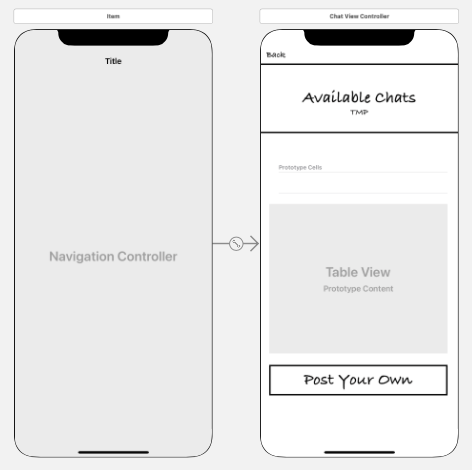 Item
Title
Navigation Controller
Chat View Controller
Back
Available Chats
TMP
Prototype Cells
Table View
Prototype Content
Post Your Own